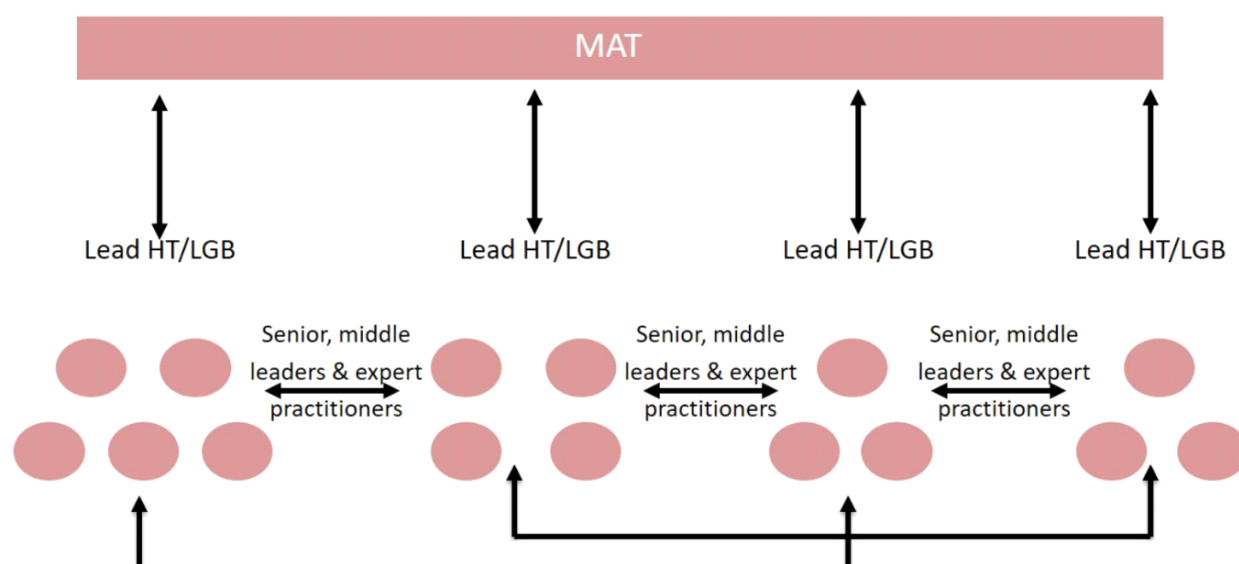 MAT
Lead HT/LGB
Lead HT/LGB
Lead HT/LGB
Lead HT/LGB
Senior, middle
leaders & expert
practitioners
Senior, middle
leaders & expert
practitioners
Senior, middle
leaders & expert
practitioners